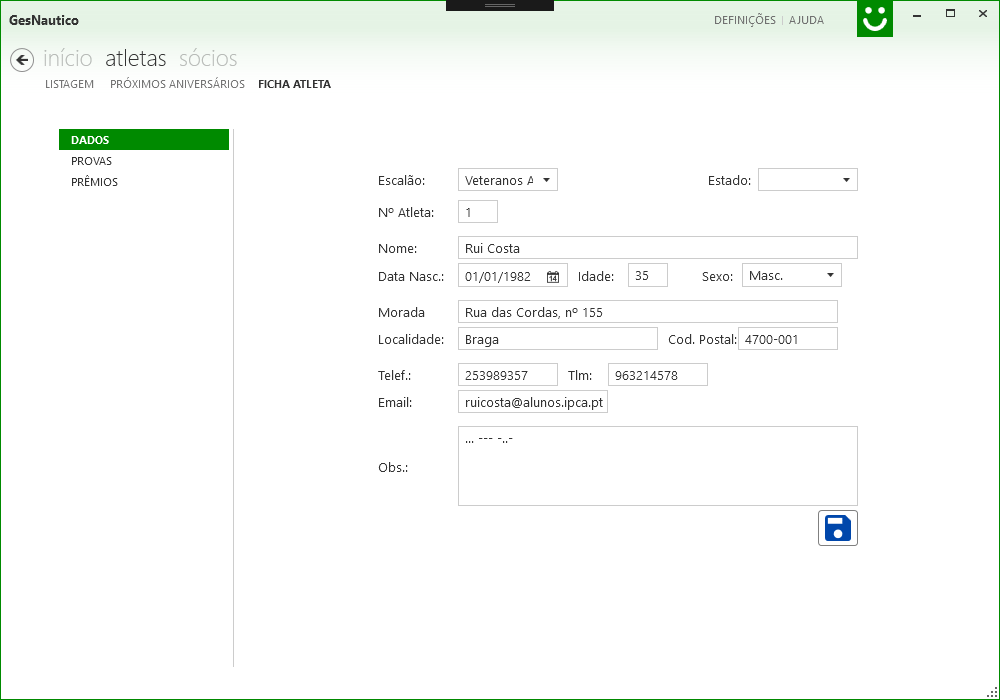 GesNautico
DEFINIÇÕES | AJUDA
início atletas sócios
LISTAGEM PRÓXIMOS ANIVERSÁRIOS FICHA ATLETA
DADOS
PROVAS
PRÊMIOS
Escalão: Veteranos A Estado:
Nº Atleta: 1
Nome: Rui Costa
Data Nasc.: 01/01/1982 14 Idade: 35 Sexo: Masc.
Morada Rua das Cordas, nº 155
Localidade: Braga Cod. Postal: 4700-001
Telef.: 253989357 Tlm: 963214578
Email: ruicosta@alunos.ipca.pt
Obs.: ... --- -..-